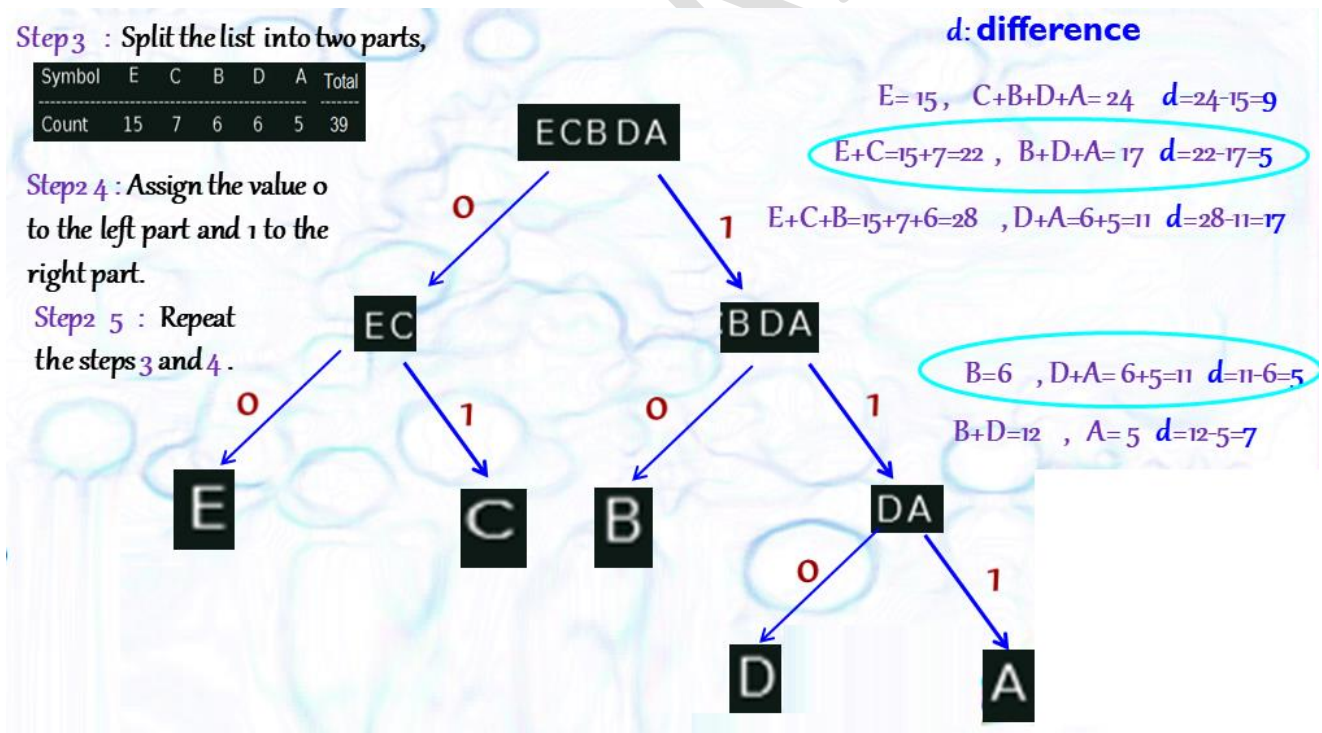 Step 3 : Split the list into two parts,
Symbol E C B D A Total
Count 15 7 6 6 5 39
Step2 4 : Assign the value 0
to the left part and 1 to the
right part.
Step2 5 : Repeat
the steps 3 and 4 .
d: difference
E= 15 , C+B+D+A= 24 d=24-15=9
E+C=15+7=22 , B+D+A= 17 d=22-17=5
E+C+B=15+7+6=28 , D+A=6+5=11 d=28-11=17
B=6 , D+A= 6+5=11 d=11-6=5
B+D=12 , A= 5 d=12-5=7
ECBDA
0 1
EC BDA
0 1 0 1
E C B DA
0 1
D A